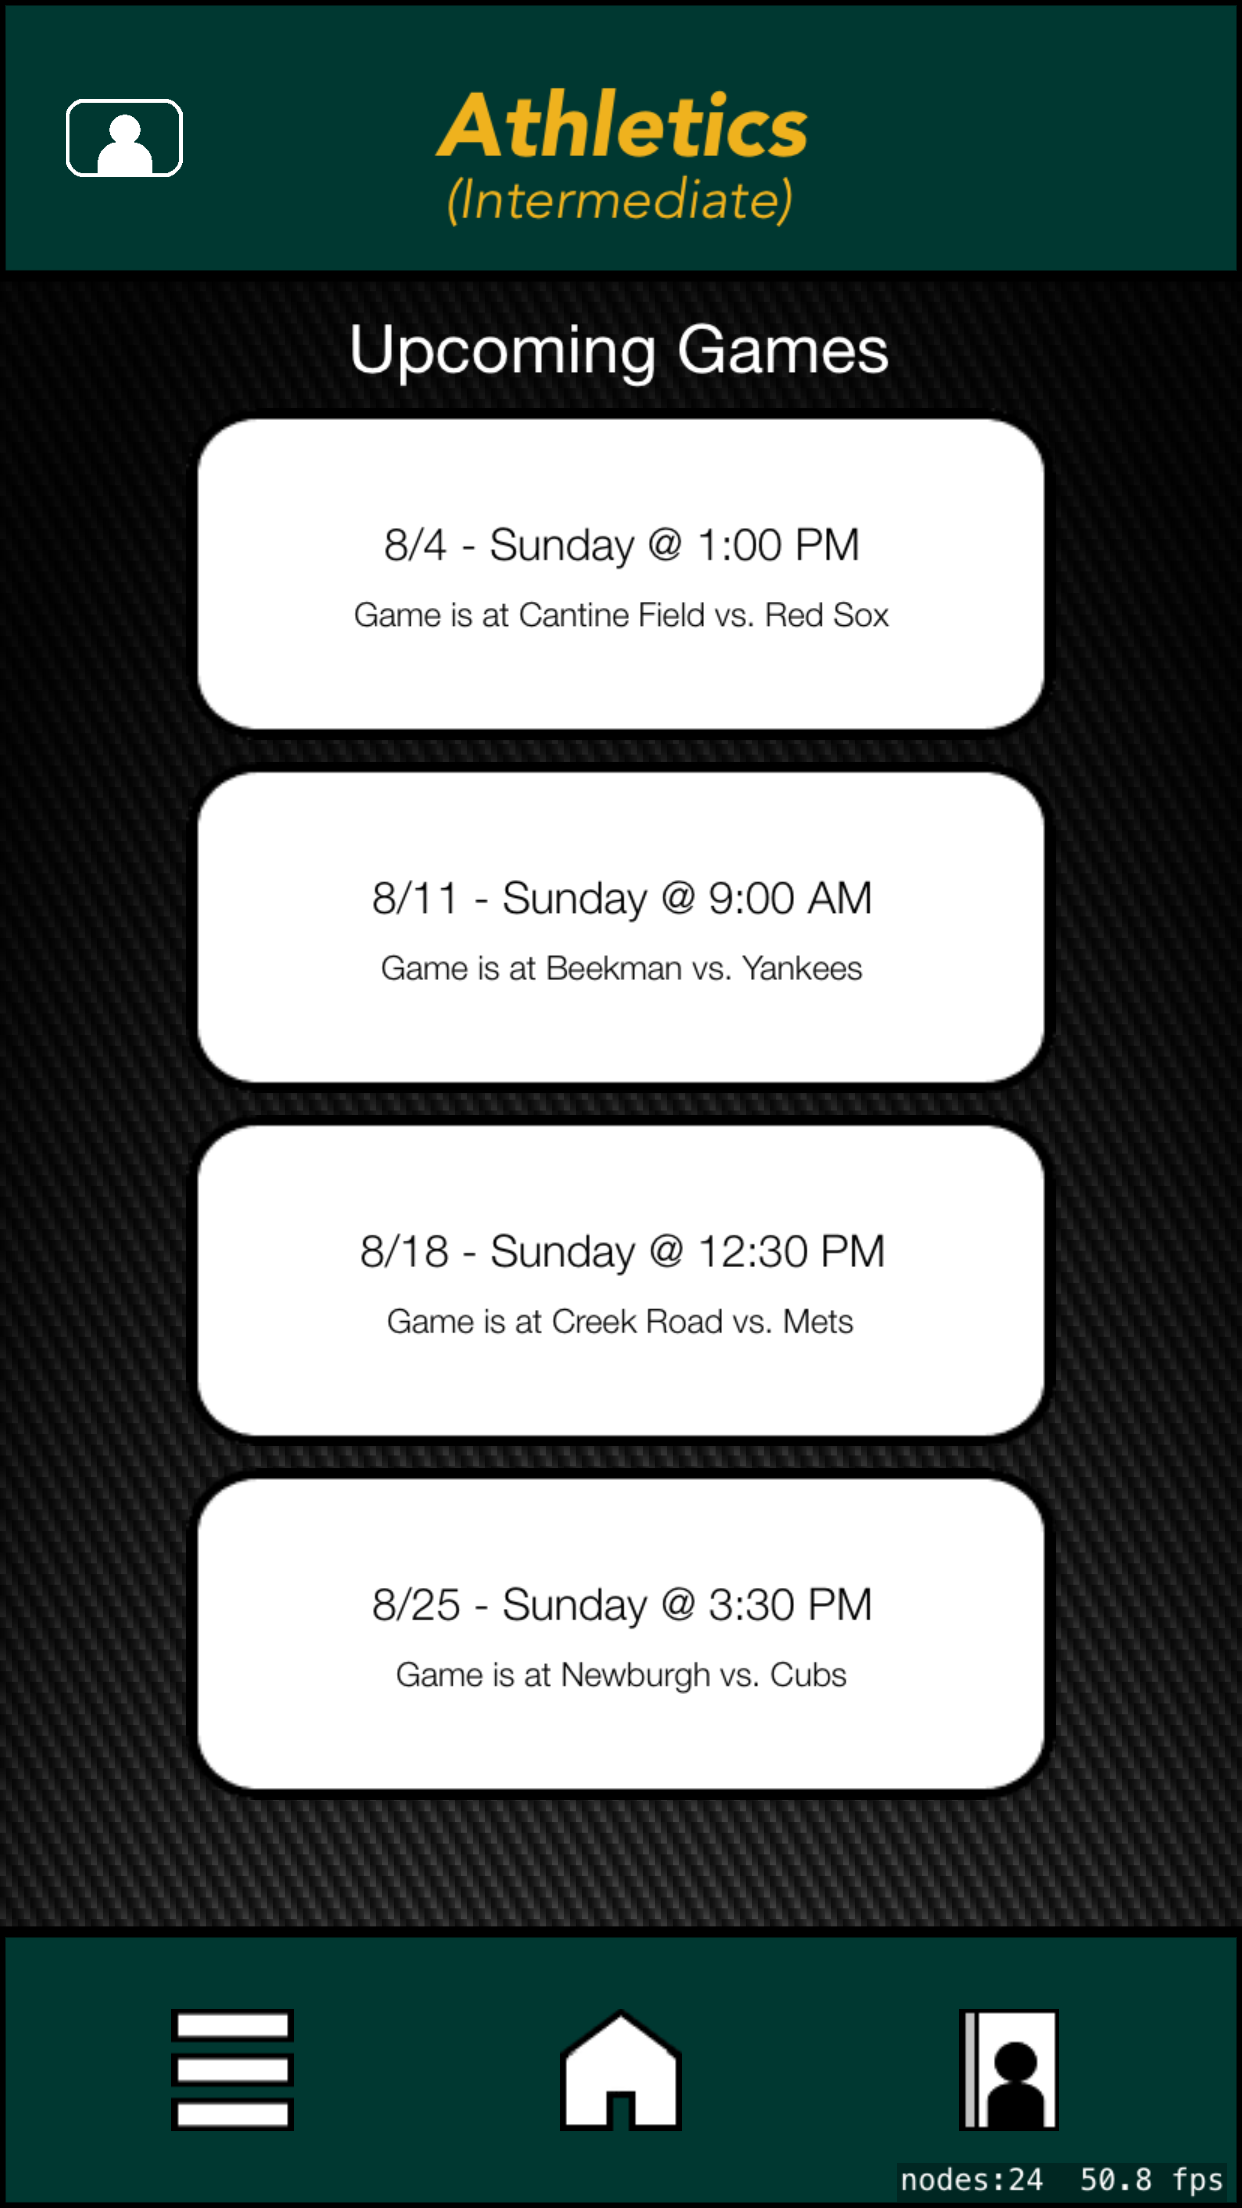 Athletics
(Intermediate)
Upcoming Games
8/4 - Sunday @ 1:00 PM
Game is at Cantine Field vs. Red Sox
8/11 - Sunday @ 9:00 AM
Game is at Beekman vs. Yankees
8/18 - Sunday @ 12:30 PM
Game is at Creek Road vs. Mets
8/25 - Sunday @ 3:30 PM
Game is at Newburgh vs. Cubs
nodes:24 50.8 fps